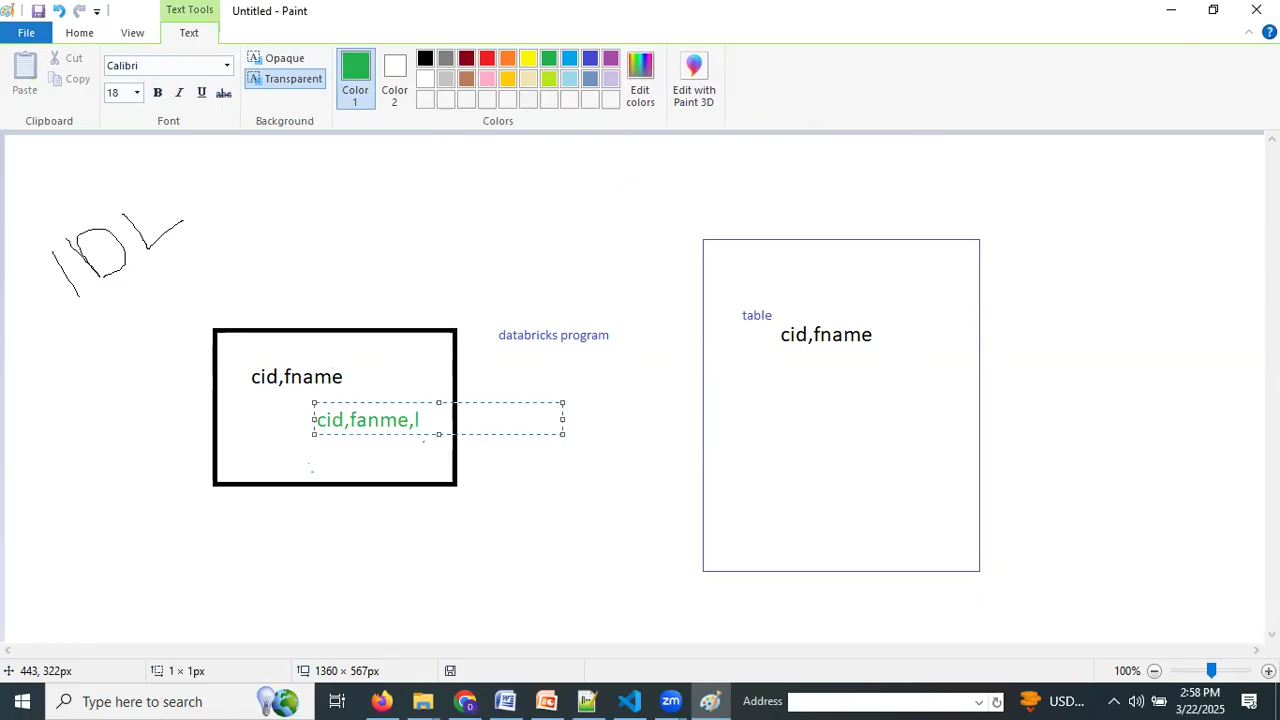 Text Tools
Untitled - Paint
File
Home
View
Text
Paste
Cut
Copy
Clipboard
Calibri
18
B
I
U
abc
Font
Opaque
Transparent
Background
Color
1
Color
2
Edit
colors
Colors
Edit with
Paint 3D
IDL
databricks program
cid,fname
cid,fanme,l
table
cid,fname
443, 322px
1 × 1px
1360 × 567px
100%
Type here to search
Address
USD...
2:58 PM
3/22/2025